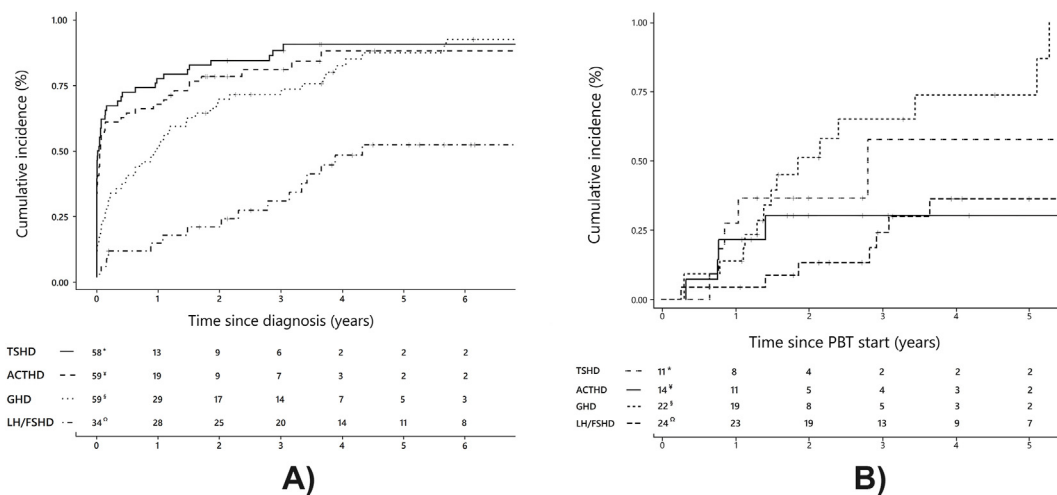 1.00
0.75
0.50
0.25
0.00
Cumulative incidence (%)
0 1 2 3 4 5 6
Time since diagnosis (years)
TSHD 58* 13 9 6 2 2 2
ACTHD 59¥ 19 9 7 3 2 2
GHD 59§ 29 17 14 7 5 3
LH/FSHD 34Ω 28 25 20 14 11 8
0 1 2 3 4 5 6
A)
1.00
0.75
0.50
0.25
0.00
Cumulative incidence (%)
0 1 2 3 4 5
Time since PBT start (years)
TSHD 11* 8 4 2 2 2
ACTHD 14¥ 11 5 4 3 2
GHD 22§ 19 8 5 3 2
LH/FSHD 24Ω 23 19 13 9 7
0 1 2 3 4 5
B)